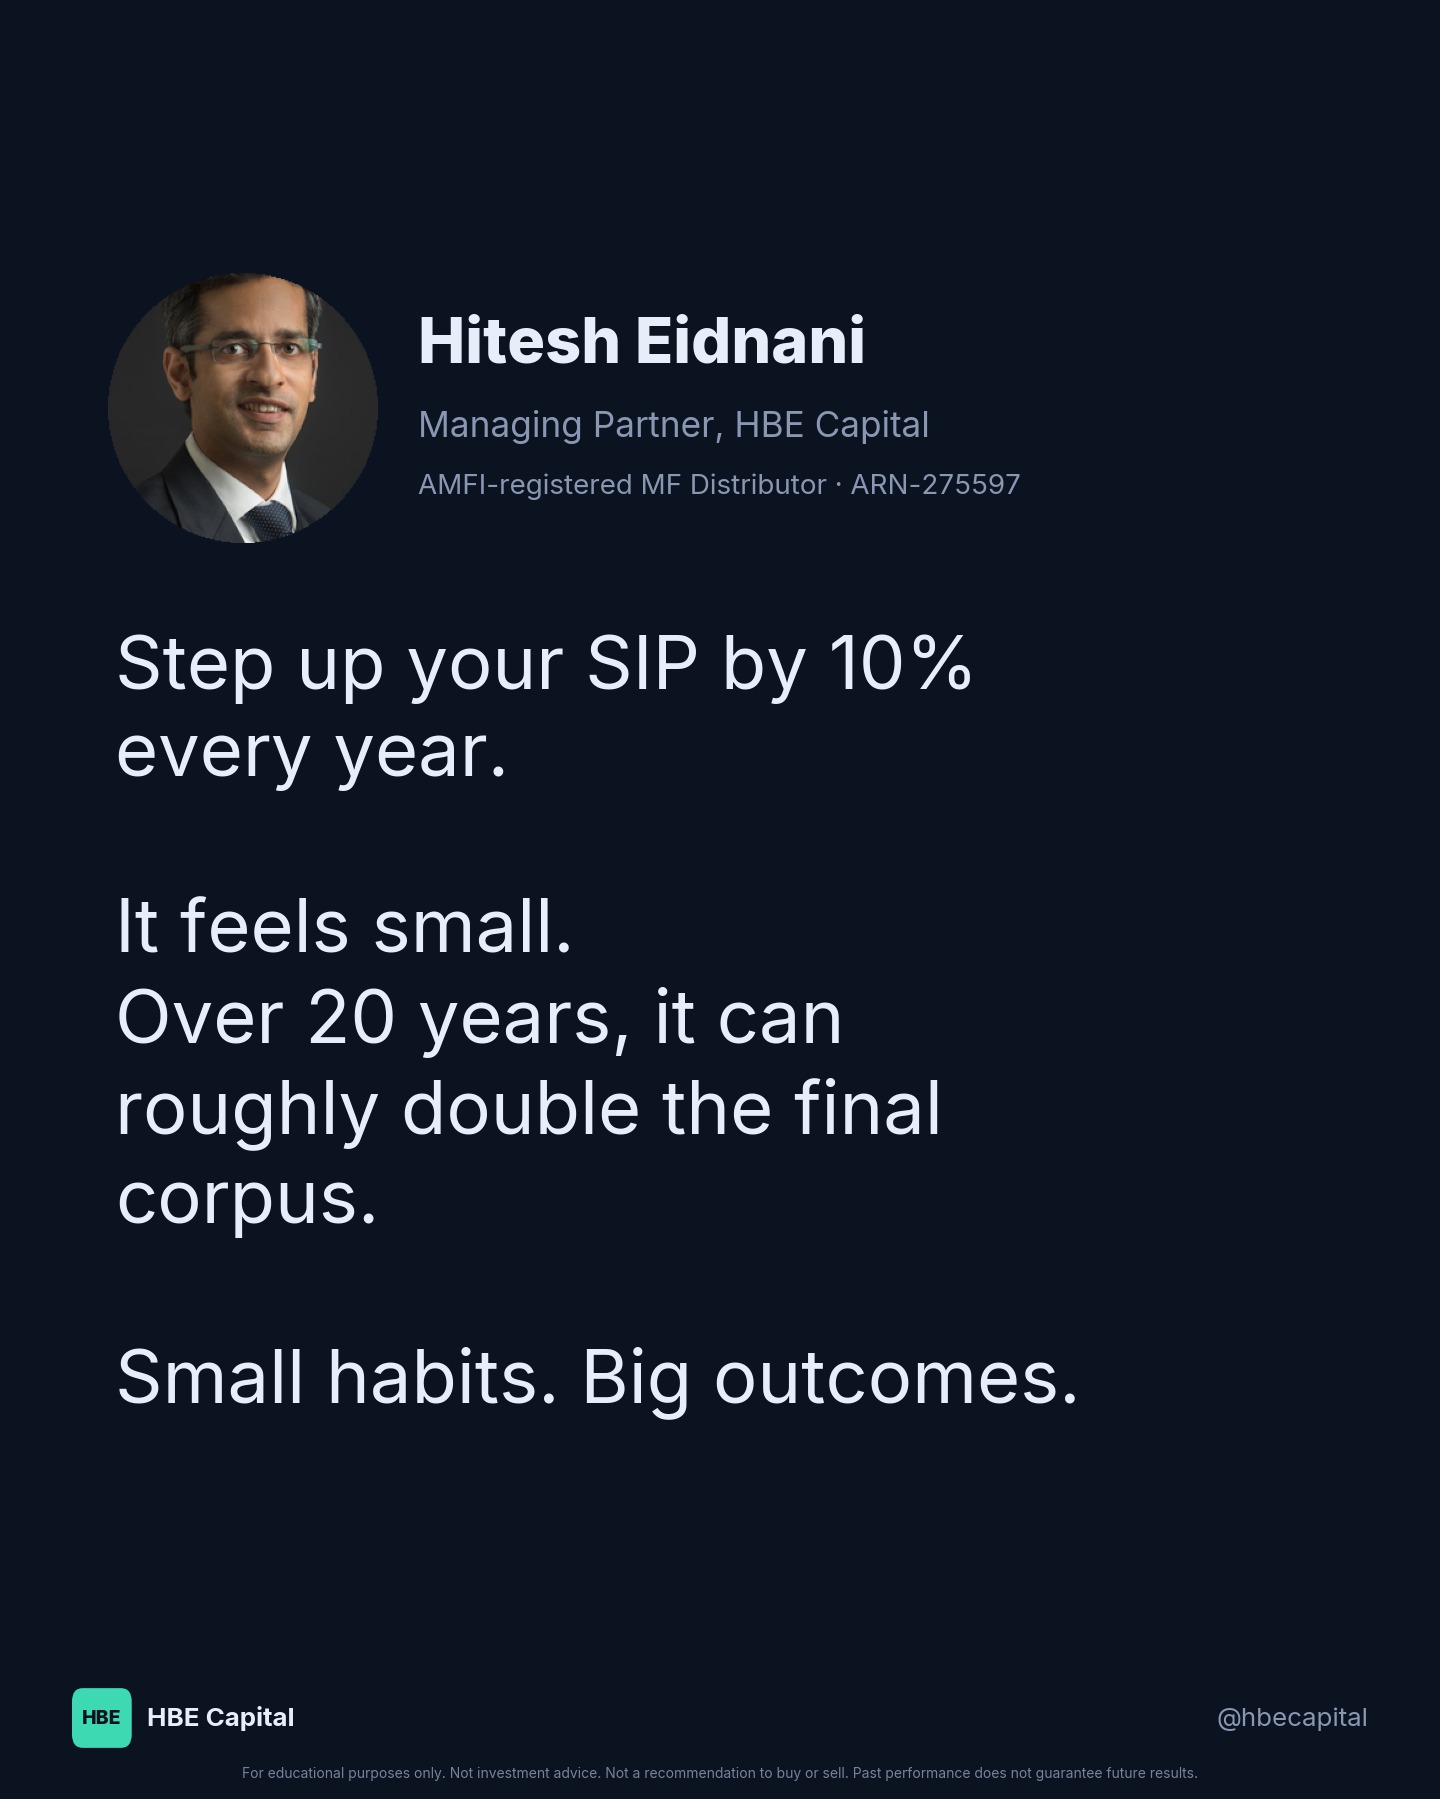 Hitesh Eidnani
Managing Partner, HBE Capital
AMFI-registered MF Distributor · ARN-275597
Step up your SIP by 10%
every year.
It feels small.
Over 20 years, it can
roughly double the final
corpus.
Small habits. Big outcomes.
HBE HBE Capital
@hbecapital
For educational purposes only. Not investment advice. Not a recommendation to buy or sell. Past performance does not guarantee future results.